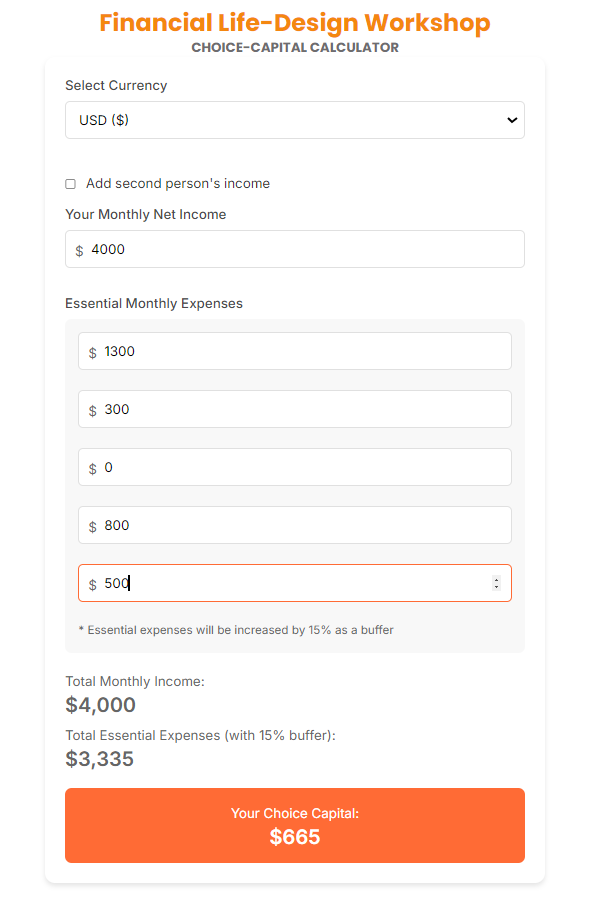 Financial Life-Design Workshop
CHOICE-CAPITAL CALCULATOR
Select Currency
USD ($)
Add second person's income
Your Monthly Net Income
$ 4000
Essential Monthly Expenses
$ 1300
$ 300
$ 0
$ 800
$ 500
* Essential expenses will be increased by 15% as a buffer
Total Monthly Income:
$4,000
Total Essential Expenses (with 15% buffer):
$3,335
Your Choice Capital:
$665